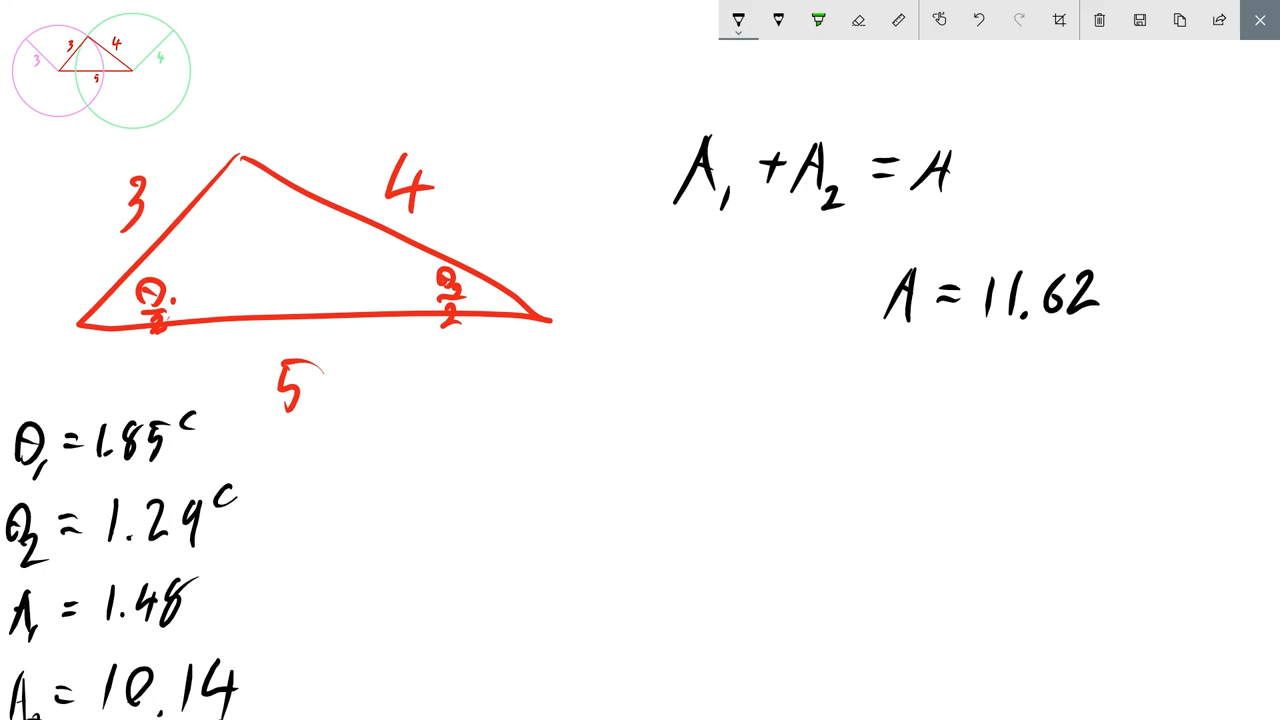 3 4
3 5 4
3 4
θ₁/2 θ₂/2
5
θ₁ = 1.85ᶜ
θ₂ = 1.29ᶜ
A₁ = 1.48
A₂ = 10.14
A₁ + A₂ = A
A = 11.62